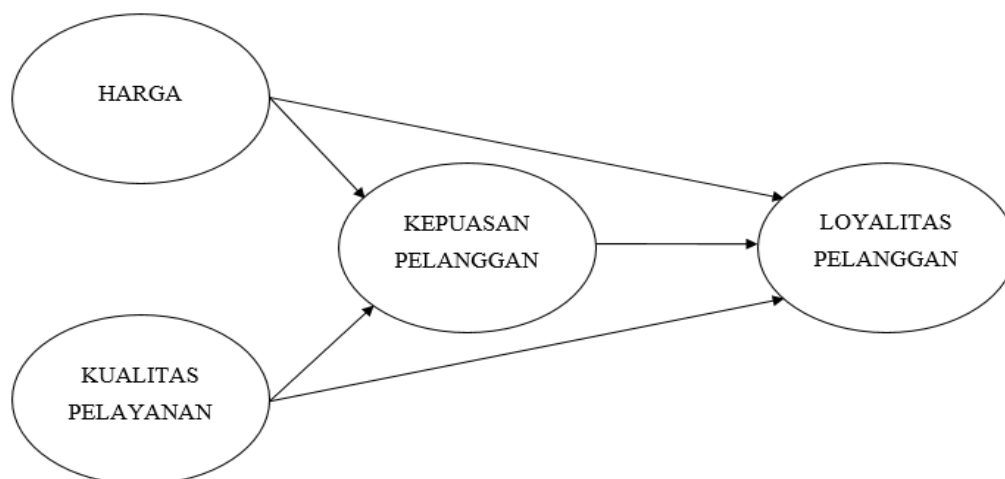 HARGA
KEPUASAN
PELANGGAN
LOYALITAS
PELANGGAN
KUALITAS
PELAYANAN